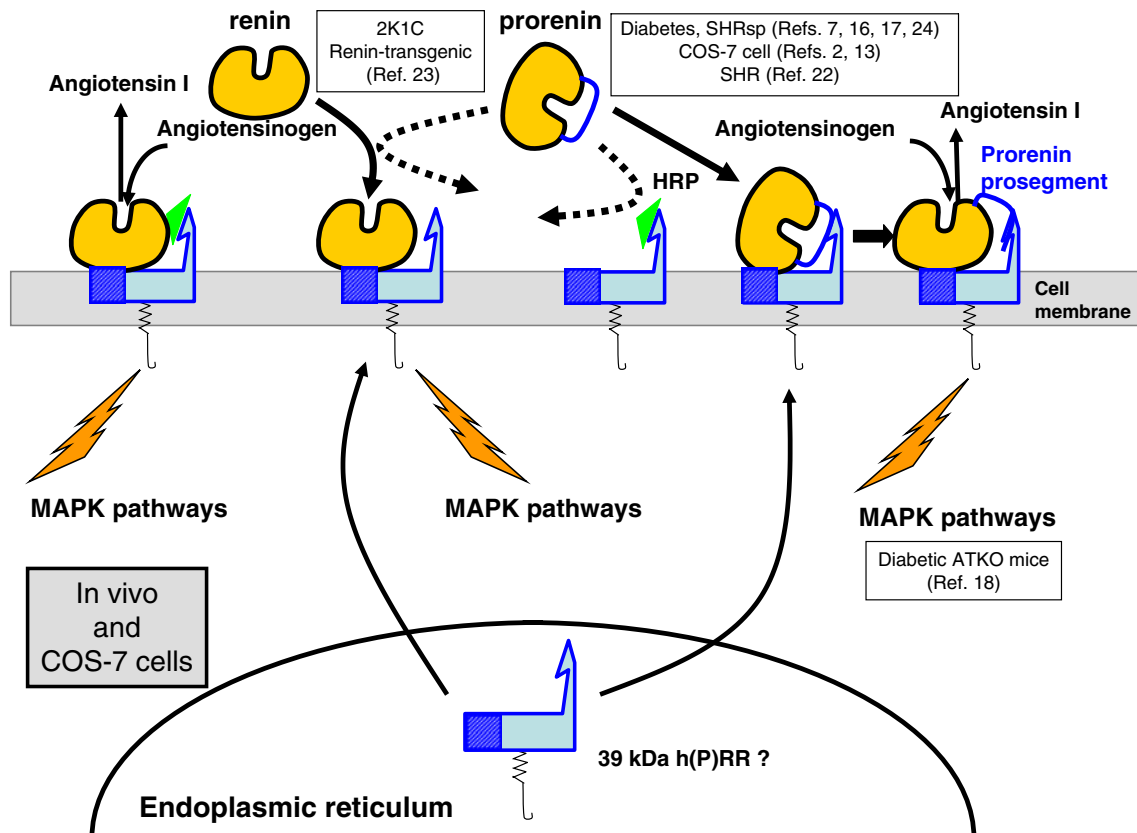 renin
2K1C
Renin-transgenic
(Ref. 23)
prorenin
Diabetes, SHRsp (Refs. 7, 16, 17, 24)
COS-7 cell (Refs. 2, 13)
SHR (Ref. 22)
Angiotensin I
Angiotensinogen
Angiotensinogen
Angiotensin I
HRP
Prorenin
prosegment
Cell
membrane
MAPK pathways
MAPK pathways
MAPK pathways
Diabetic ATKO mice
(Ref. 18)
In vivo
and
COS-7 cells
39 kDa h(P)RR ?
Endoplasmic reticulum